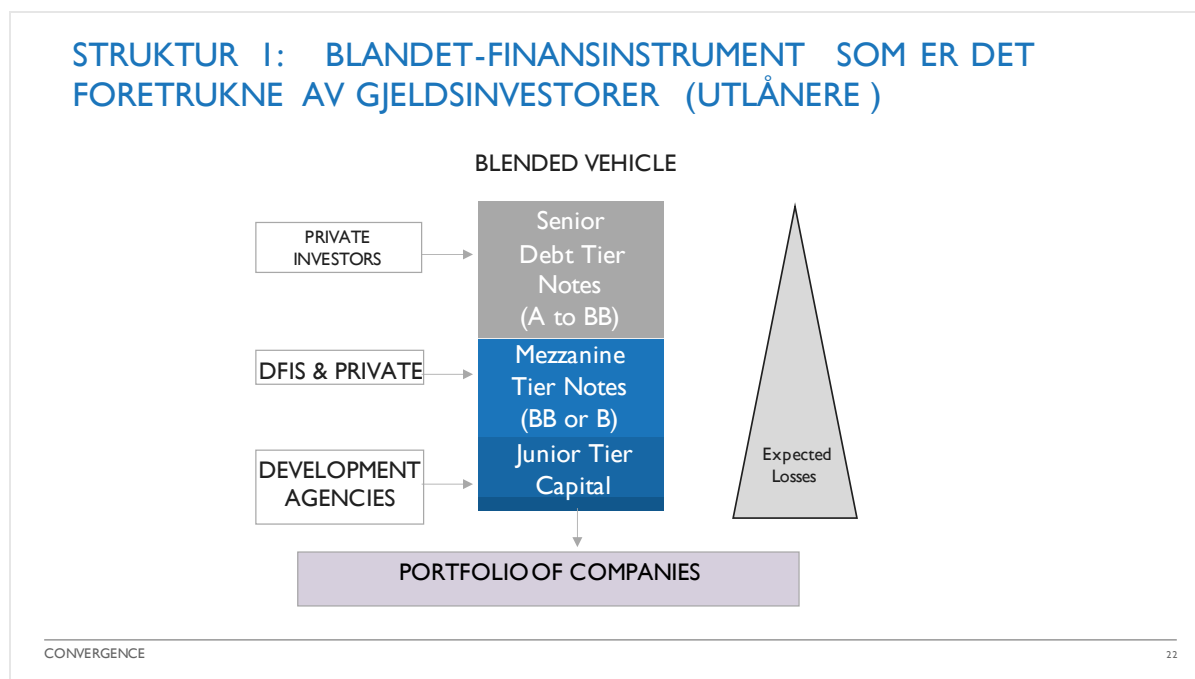 STRUKTUR 1: BLANDET-FINANSINSTRUMENT SOM ER DET
FORETRUKNE AV GJELDSINVESTORER (UTLÅNERE )
BLENDED VEHICLE
PRIVATE
INVESTORS
Senior
Debt Tier
Notes
(A to BB)
DFIS & PRIVATE
Mezzanine
Tier Notes
(BB or B)
DEVELOPMENT
AGENCIES
Junior Tier
Capital
Expected
Losses
PORTFOLIO OF COMPANIES
CONVERGENCE
22